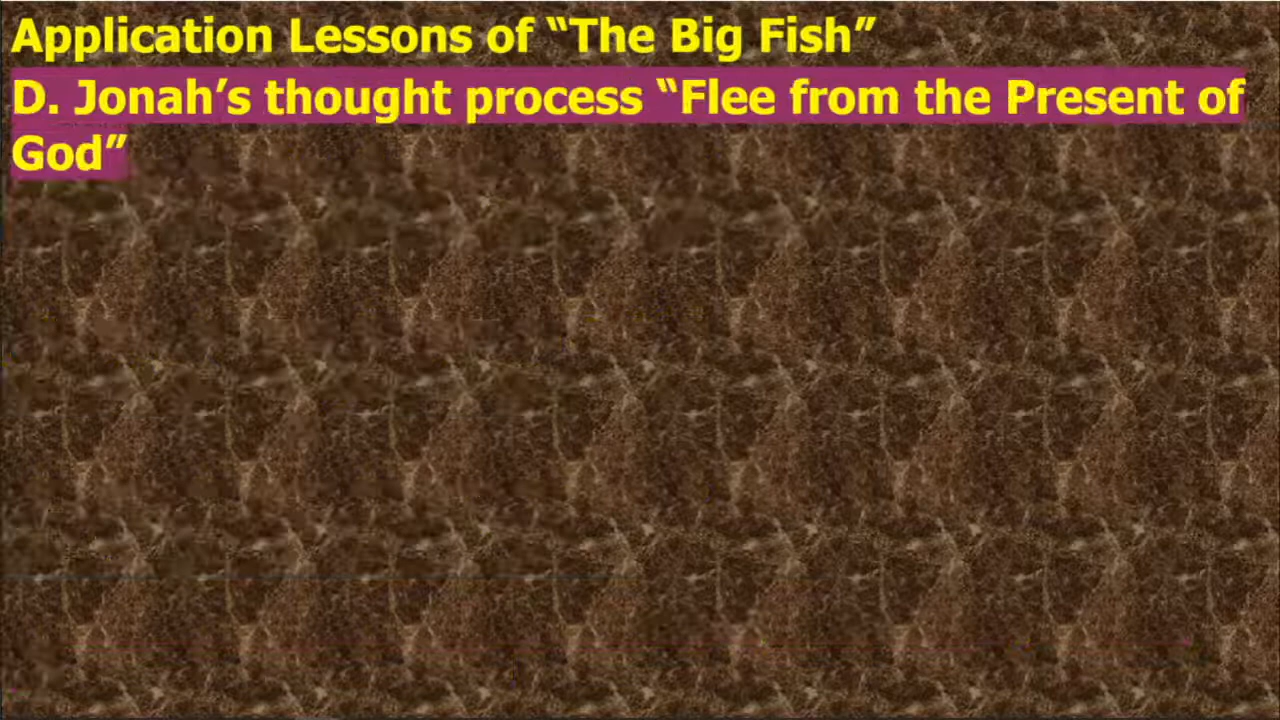 Application Lessons of “The Big Fish”
D. Jonah’s thought process “Flee from the Present of
God”